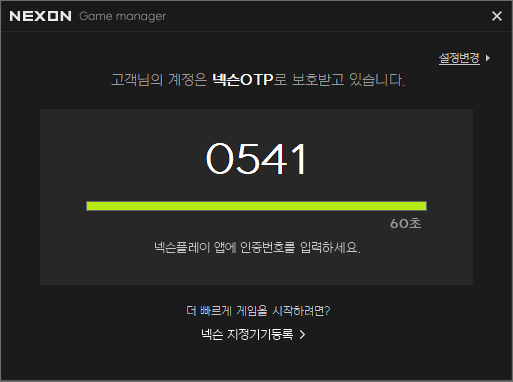 NEXON Game manager
설정변경
고객님의 계정은 넥슨OTP로 보호받고 있습니다.
0541
60초
넥슨플레이 앱에 인증번호를 입력하세요.
더 빠르게 게임을 시작하려면?
넥슨 지정기기등록 >